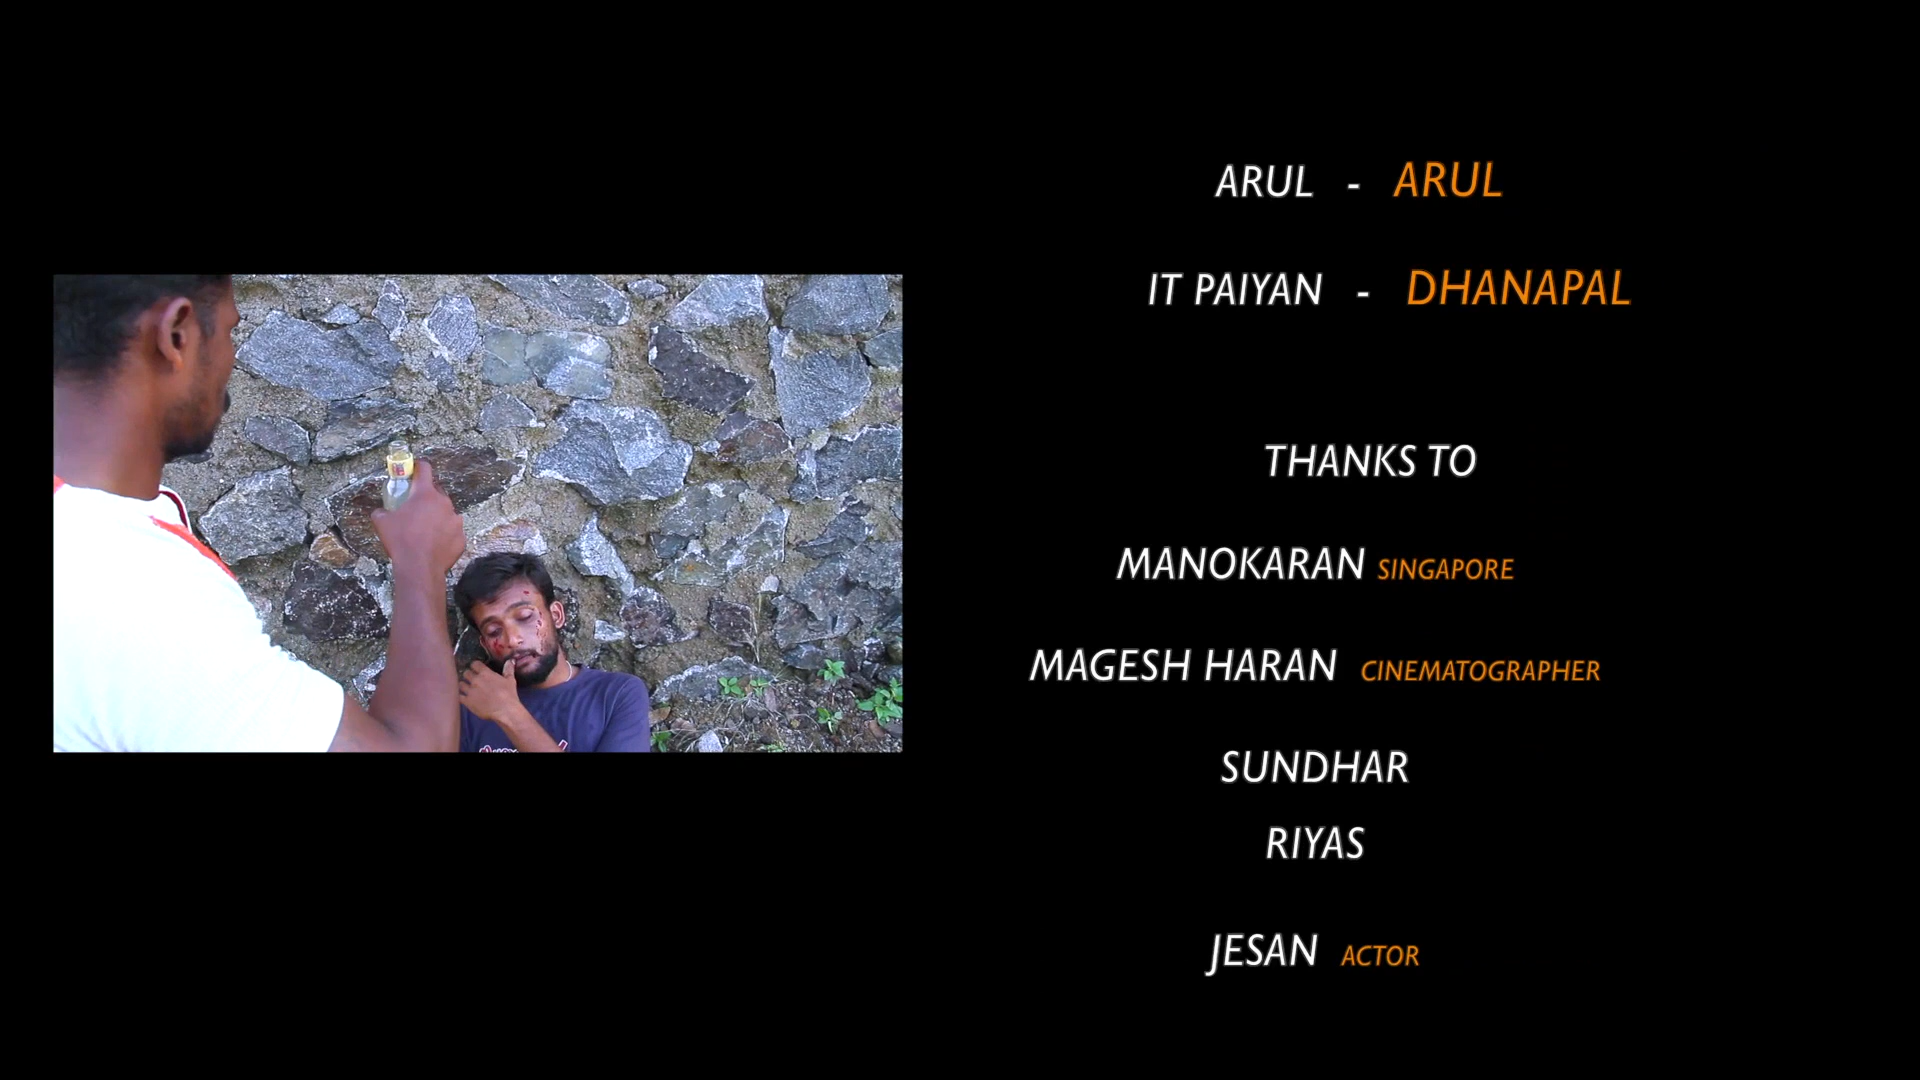 ARUL - ARUL
IT PAIYAN - DHANAPAL
THANKS TO
MANOKARAN SINGAPORE
MAGESH HARAN CINEMATOGRAPHER
SUNDHAR
RIYAS
JESAN ACTOR